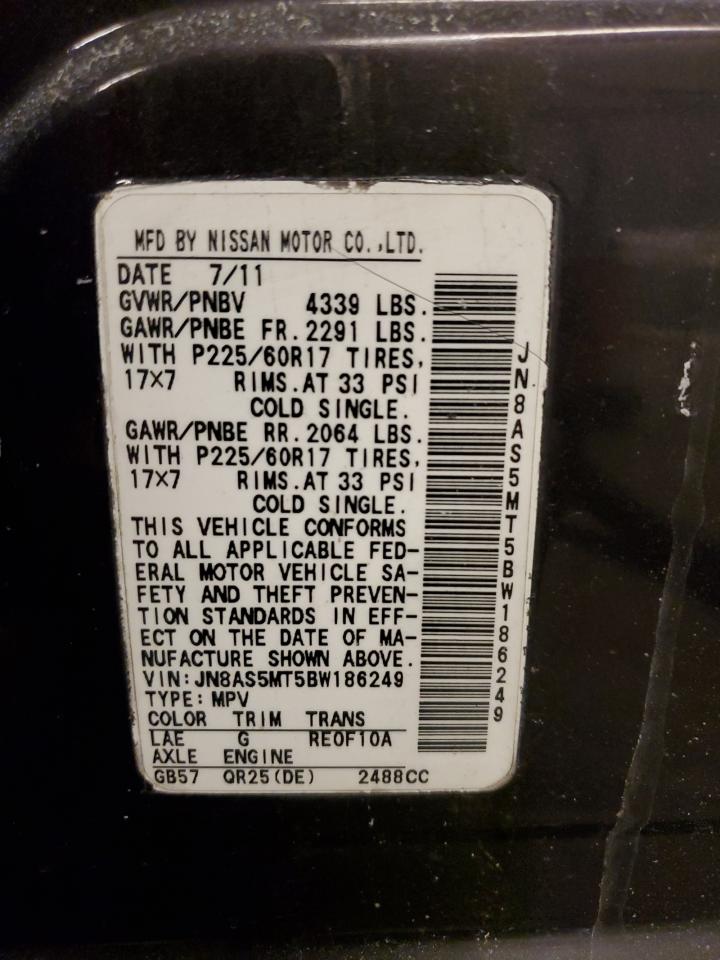 MFD BY NISSAN MOTOR CO.,LTD.
DATE 7/11
GVWR/PNBV 4339 LBS.
GAWR/PNBE FR.2291 LBS.
WITH P225/60R17 TIRES,
17×7 RIMS.AT 33 PSI
COLD SINGLE.
GAWR/PNBE RR.2064 LBS.
WITH P225/60R17 TIRES,
17×7 RIMS.AT 33 PSI
COLD SINGLE.
THIS VEHICLE CONFORMS
TO ALL APPLICABLE FED-
ERAL MOTOR VEHICLE SA-
FETY AND THEFT PREVEN-
TION STANDARDS IN EFF-
ECT ON THE DATE OF MA-
NUFACTURE SHOWN ABOVE.
VIN:JN8AS5MT5BW186249
TYPE:MPV
COLOR TRIM TRANS
LAE G RE0F10A
AXLE ENGINE
GB57 QR25(DE) 2488CC
JN8AS5MT5BW186249